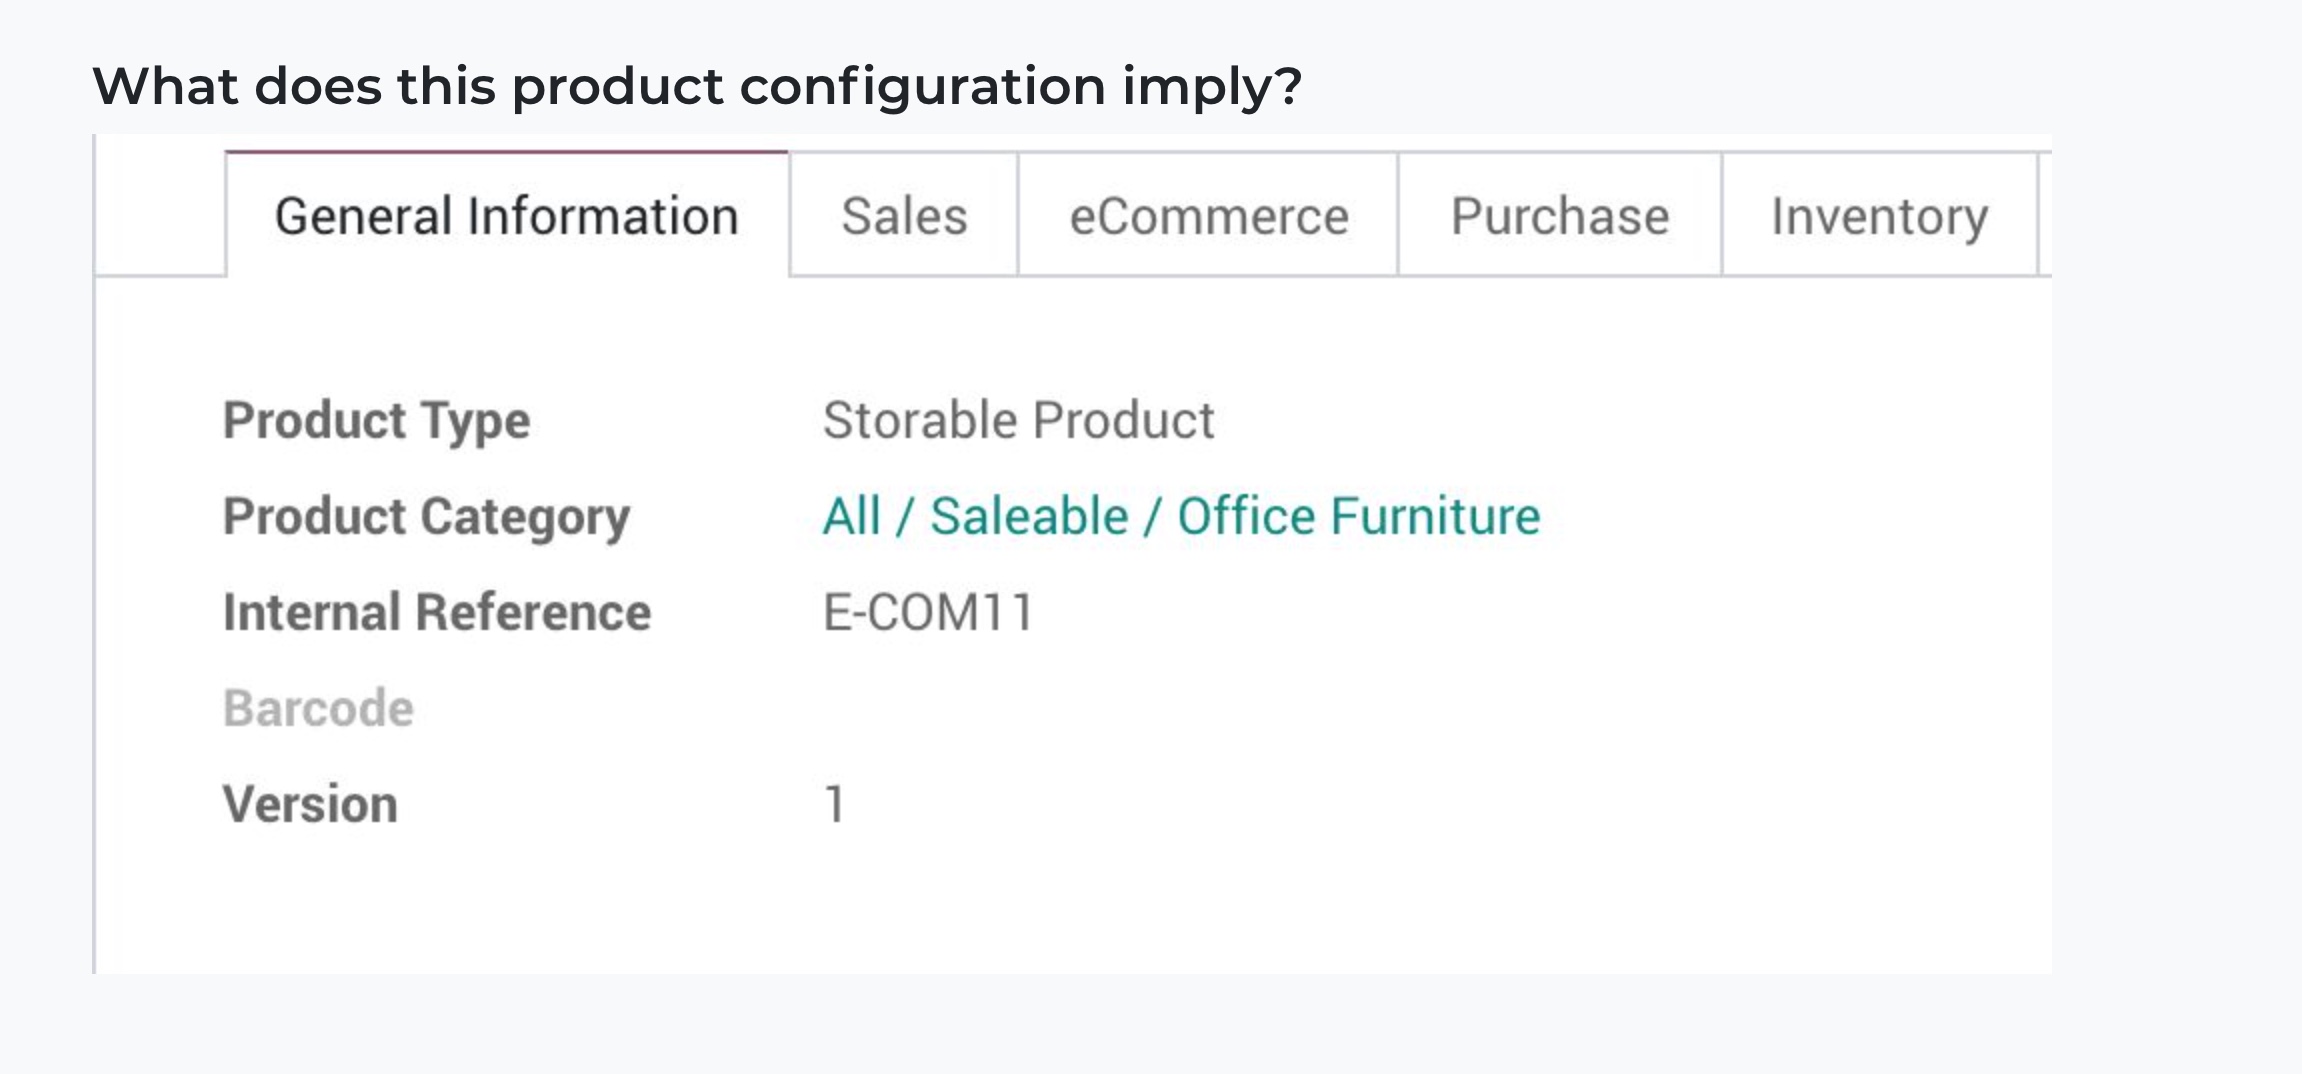 What does this product configuration imply?
General Information Sales eCommerce Purchase Inventory
Product Type Storable Product
Product Category All / Saleable / Office Furniture
Internal Reference E-COM11
Barcode
Version 1